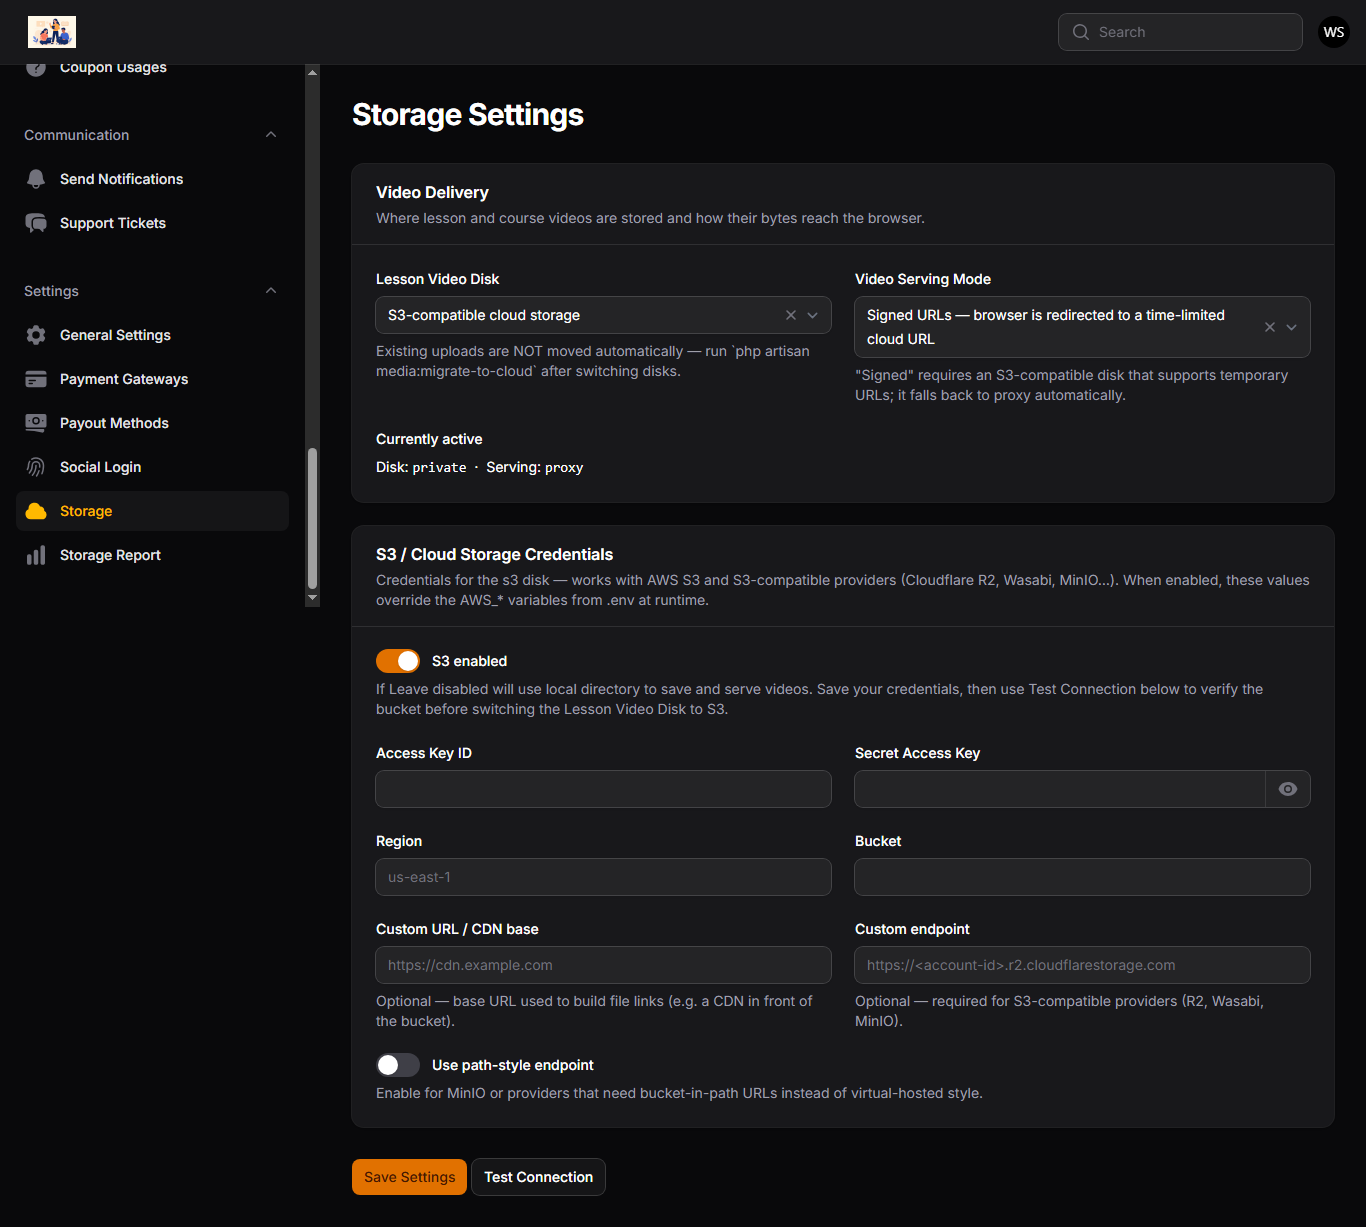 Search
WS
Coupon Usages
Communication
Send Notifications
Support Tickets
Settings
General Settings
Payment Gateways
Payout Methods
Social Login
Storage
Storage Report
Storage Settings
Video Delivery
Where lesson and course videos are stored and how their bytes reach the browser.
Lesson Video Disk
S3-compatible cloud storage
Existing uploads are NOT moved automatically — run `php artisan
media:migrate-to-cloud` after switching disks.
Video Serving Mode
Signed URLs — browser is redirected to a time-limited
cloud URL
"Signed" requires an S3-compatible disk that supports temporary
URLs; it falls back to proxy automatically.
Currently active
Disk: private · Serving: proxy
S3 / Cloud Storage Credentials
Credentials for the s3 disk — works with AWS S3 and S3-compatible providers (Cloudflare R2, Wasabi, MinIO...). When enabled, these values
override the AWS_* variables from .env at runtime.
S3 enabled
If Leave disabled will use local directory to save and serve videos. Save your credentials, then use Test Connection below to verify the
bucket before switching the Lesson Video Disk to S3.
Access Key ID
Secret Access Key
Region
us-east-1
Bucket
Custom URL / CDN base
https://cdn.example.com
Optional — base URL used to build file links (e.g. a CDN in front of
the bucket).
Custom endpoint
https://<account-id>.r2.cloudflarestorage.com
Optional — required for S3-compatible providers (R2, Wasabi,
MinIO).
Use path-style endpoint
Enable for MinIO or providers that need bucket-in-path URLs instead of virtual-hosted style.
Save Settings
Test Connection